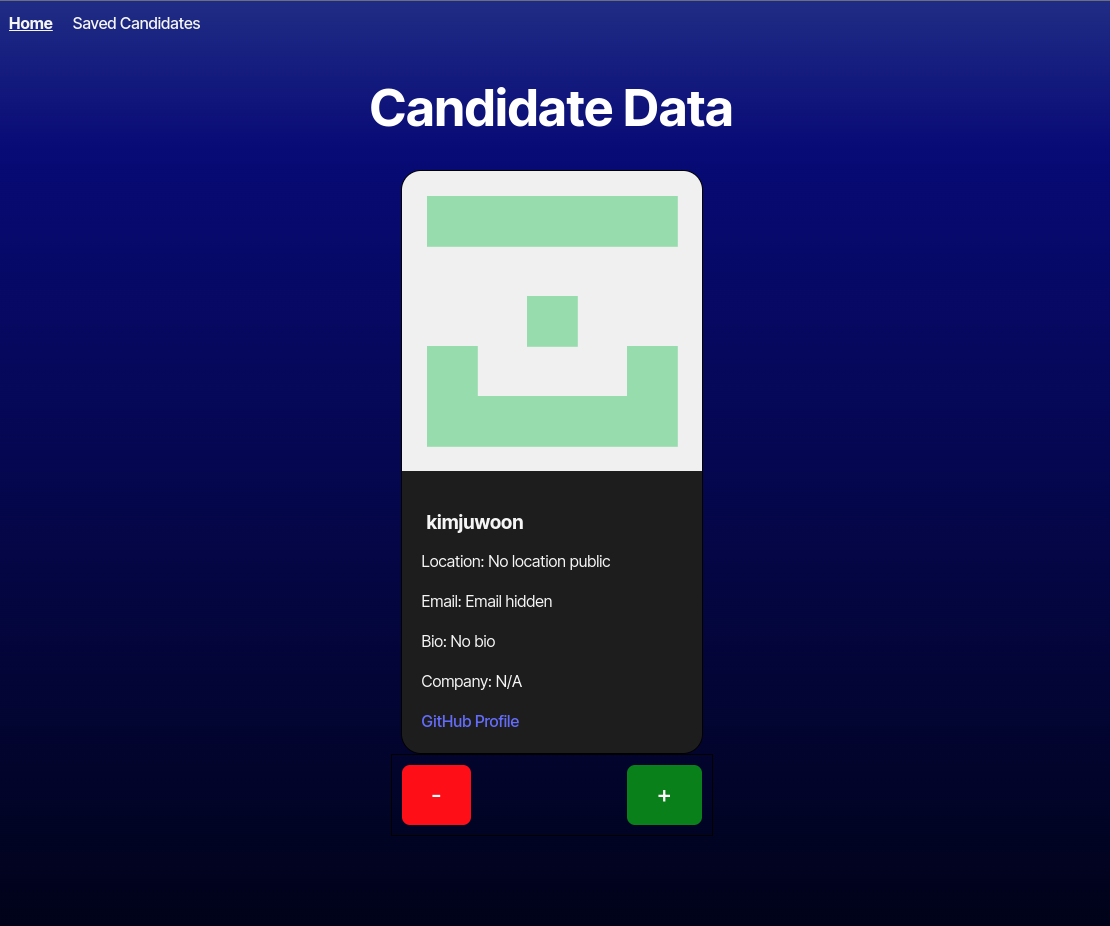 Home Saved Candidates
Candidate Data
kimjuwoon
Location: No location public
Email: Email hidden
Bio: No bio
Company: N/A
GitHub Profile
- +